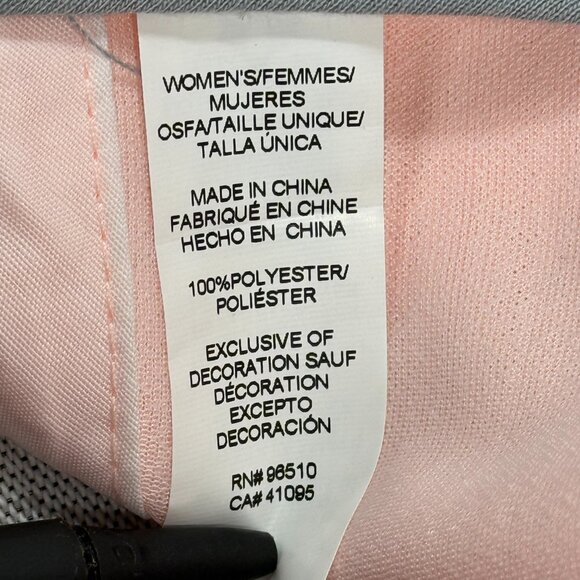 WOMEN'S/FEMMES/
MUJERES
OSFA/TAILLE UNIQUE/
TALLA ÚNICA
MADE IN CHINA
FABRIQUÉ EN CHINE
HECHO EN CHINA
100%POLYESTER/
POLIÉSTER
EXCLUSIVE OF
DECORATION SAUF
DÉCORATION
EXCEPTO
DECORACIÓN
RN# 96510
CA# 41095